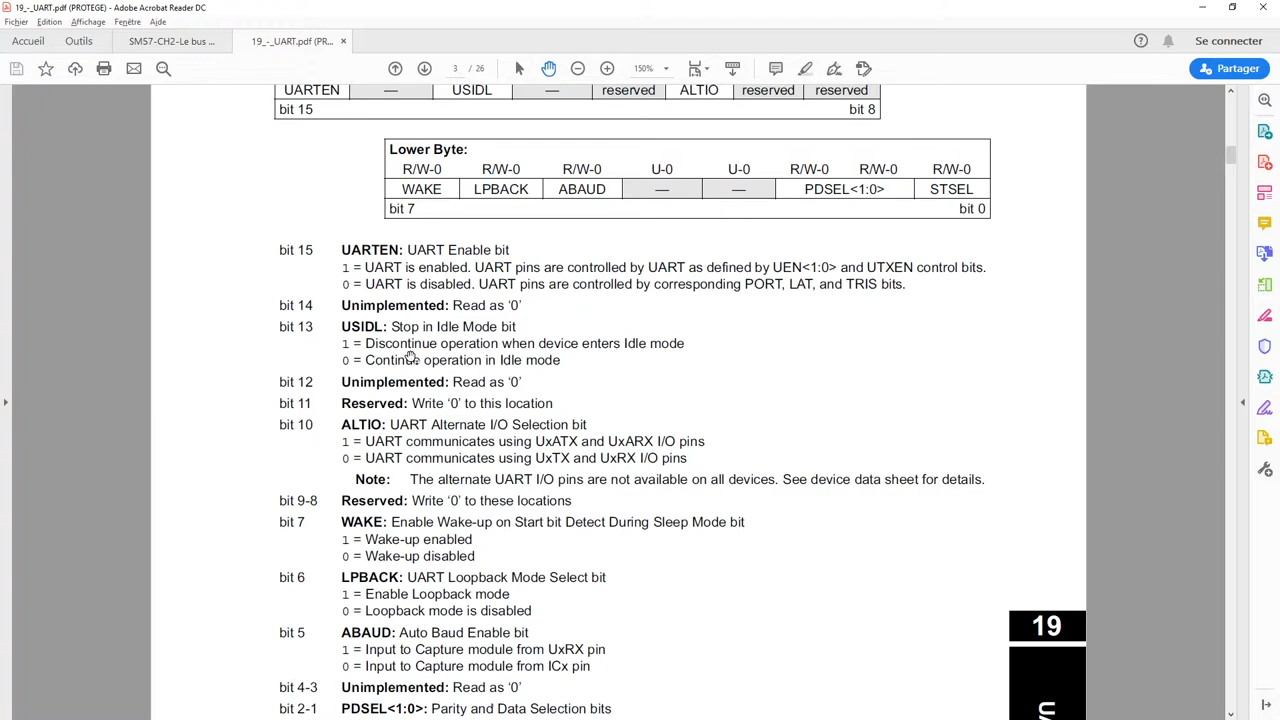 19_-_UART.pdf (PROTEGE) - Adobe Acrobat Reader DC
Fichier Edition Affichage Fenêtre Aide
Accueil Outils SM57-CH2-Le bus ... 19_-_UART.pdf (PR... × Se connecter
3 / 26 150% Partager
UARTEN — USIDL — reserved ALTIO reserved reserved
bit 15 bit 8
Lower Byte:
R/W-0 R/W-0 R/W-0 U-0 U-0 R/W-0 R/W-0 R/W-0
WAKE LPBACK ABAUD — — PDSEL<1:0> STSEL
bit 7 bit 0
bit 15 UARTEN: UART Enable bit
1 = UART is enabled. UART pins are controlled by UART as defined by UEN<1:0> and UTXEN control bits.
0 = UART is disabled. UART pins are controlled by corresponding PORT, LAT, and TRIS bits.
bit 14 Unimplemented: Read as ‘0’
bit 13 USIDL: Stop in Idle Mode bit
1 = Discontinue operation when device enters Idle mode
0 = Continue operation in Idle mode
bit 12 Unimplemented: Read as ‘0’
bit 11 Reserved: Write ‘0’ to this location
bit 10 ALTIO: UART Alternate I/O Selection bit
1 = UART communicates using UxATX and UxARX I/O pins
0 = UART communicates using UxTX and UxRX I/O pins
Note: The alternate UART I/O pins are not available on all devices. See device data sheet for details.
bit 9-8 Reserved: Write ‘0’ to these locations
bit 7 WAKE: Enable Wake-up on Start bit Detect During Sleep Mode bit
1 = Wake-up enabled
0 = Wake-up disabled
bit 6 LPBACK: UART Loopback Mode Select bit
1 = Enable Loopback mode
0 = Loopback mode is disabled
bit 5 ABAUD: Auto Baud Enable bit
1 = Input to Capture module from UxRX pin
0 = Input to Capture module from ICx pin
bit 4-3 Unimplemented: Read as ‘0’
bit 2-1 PDSEL<1:0>: Parity and Data Selection bits
19